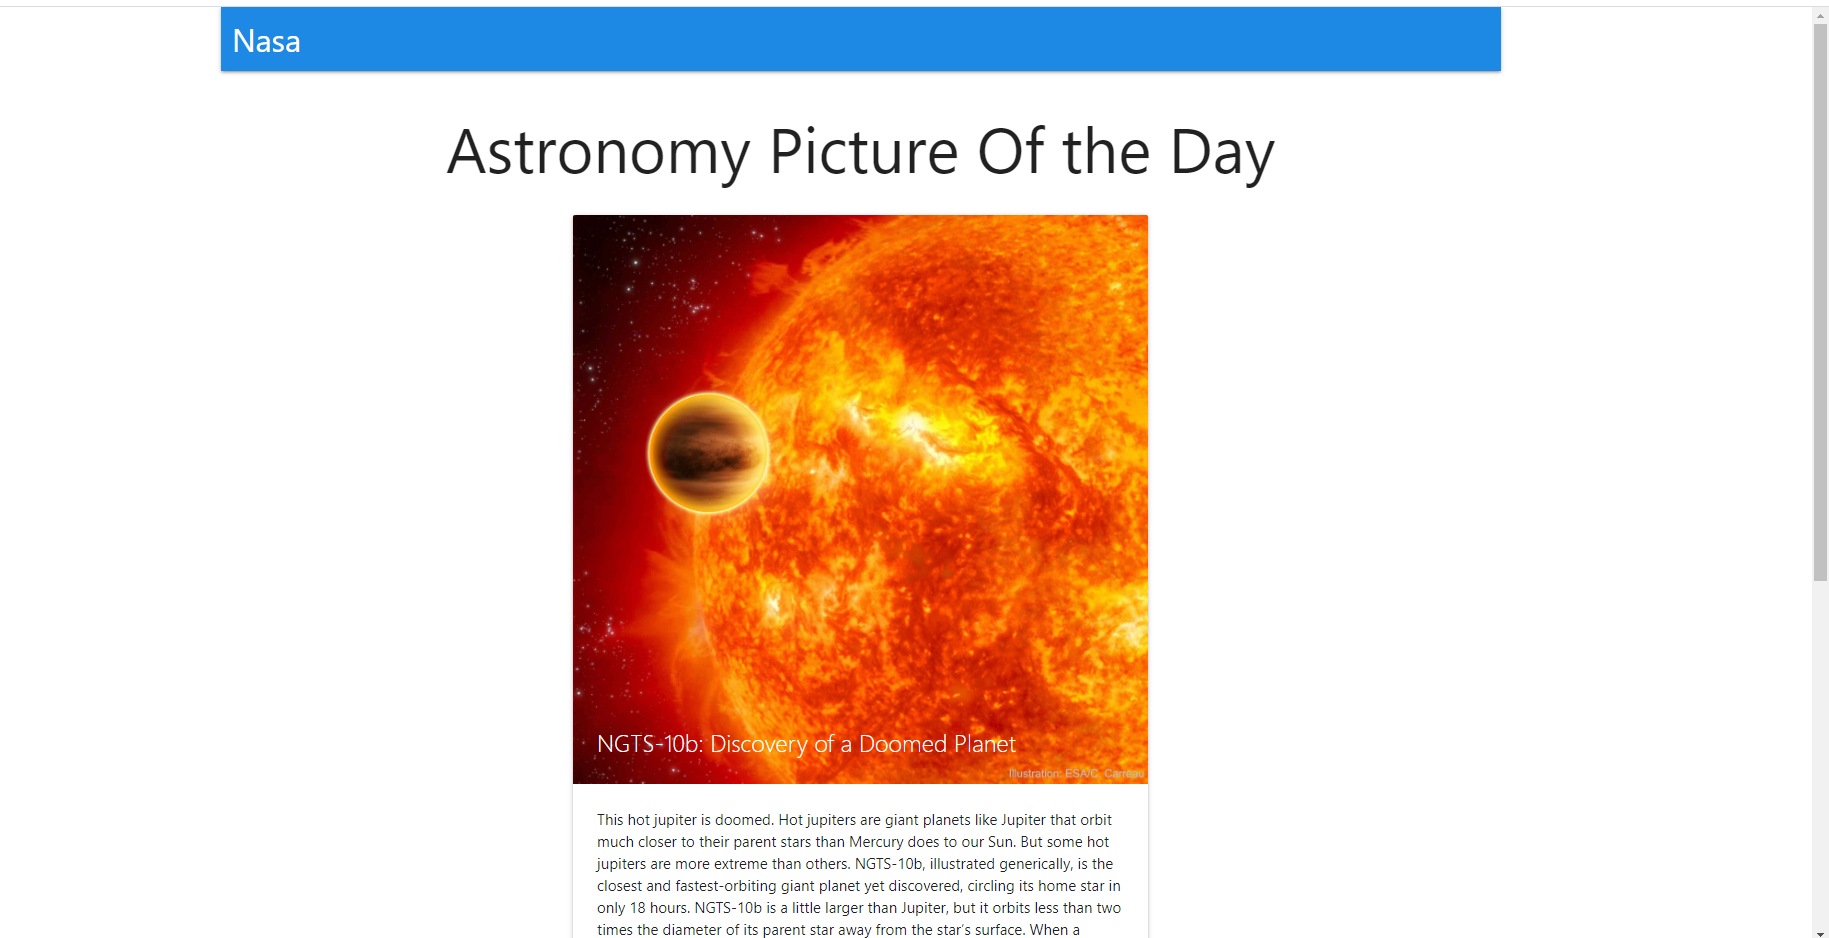 Nasa
Astronomy Picture Of the Day
NGTS-10b: Discovery of a Doomed Planet
Illustration: ESA/C. Carreau
This hot jupiter is doomed. Hot jupiters are giant planets like Jupiter that orbit
much closer to their parent stars than Mercury does to our Sun. But some hot
jupiters are more extreme than others. NGTS-10b, illustrated generically, is the
closest and fastest-orbiting giant planet yet discovered, circling its home star in
only 18 hours. NGTS-10b is a little larger than Jupiter, but it orbits less than two
times the diameter of its parent star away from the star's surface. When a